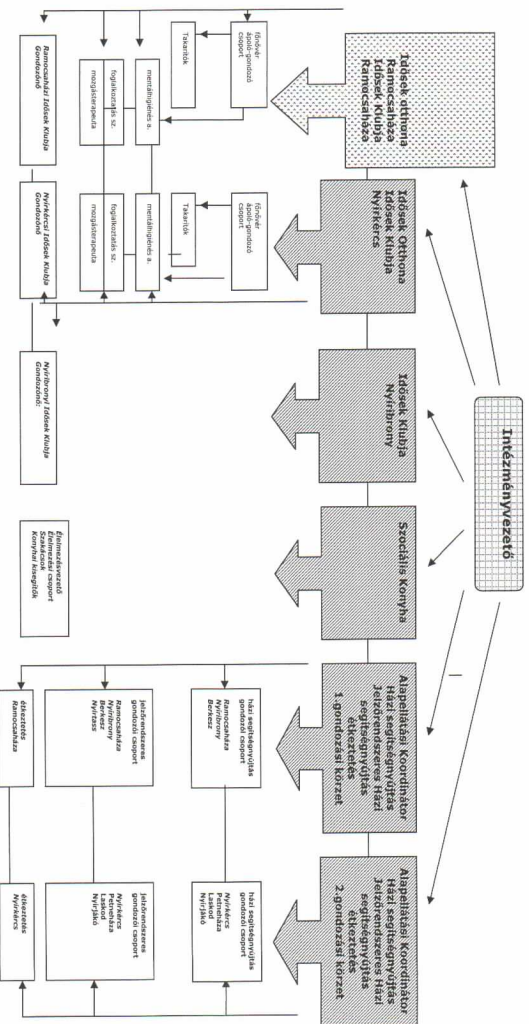 Intézményvezető
Idősek otthona
Ramocsaháza
Idősek Klubja
Ramocsaháza
Idősek Otthona
Idősek Klubja
Nyírkércs
Idősek Klubja
Nyíribrony
Szociális Konyha
Alapellátási Koordinátor
Házi segítségnyújtás
Jelzőrendszeres Házi
segítségnyújtás
étkeztetés
1-gondozási körzet
Alapellátási Koordinátor
Házi segítségnyújtás
Jelzőrendszeres Házi
segítségnyújtás
étkeztetés
2-gondozási körzet
főnővér
ápoló-gondozó
csoport
Takarítók
mentálhigiénés a.
foglalkoztatás sz.
mozgásterapeuta
Ramocsaházi Idősek Klubja
Gondozónő
főnővér
ápoló-gondozó
csoport
Takarítók
mentálhigiénés a.
foglalkoztatás sz.
mozgásterapeuta
Nyírkércsi Idősek Klubja
Gondozónő
Nyíribronyi Idősek Klubja
Gondozónő:
Élelmezésvezető
Élelmezési csoport
Szakácsok
Konyhai kisegítők
házi segítségnyújtás
gondozói csoport
Ramocsaháza
Nyíribrony
Berkesz
házi segítségnyújtás
gondozói csoport
Nyírkércs
Petneháza
Laskod
Nyírjákó
jelzőrendszeres
gondozói csoport
Ramocsaháza
Nyíribrony
Berkesz
Nyírtass
jelzőrendszeres
gondozói csoport
Nyírkércs
Petneháza
Laskod
Nyírjákó
étkeztetés
Ramocsaháza
étkeztetés
Nyírkércs